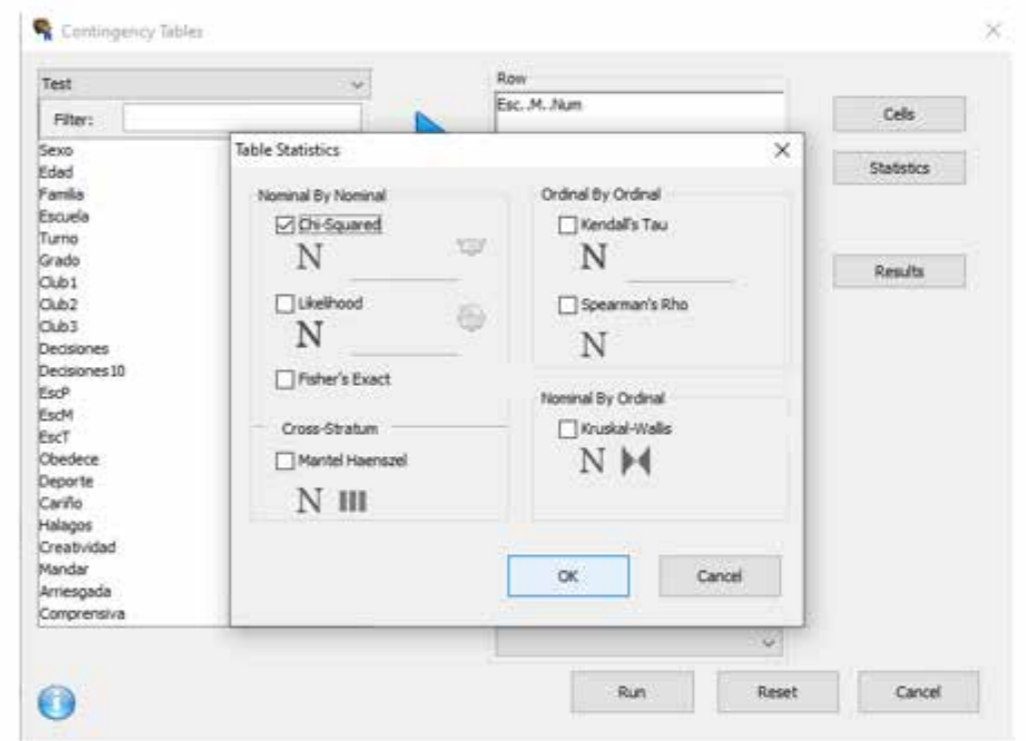 Contingency Tables
Test
Filter:
Sexo
Edad
Familia
Escuela
Turno
Grado
Club1
Club2
Club3
Decisiones
Decisiones10
EscP
EscM
EscT
Obedece
Deporte
Cariño
Halagos
Creatividad
Mandar
Arriesgada
Comprensiva
Row
Esc. .M. .Num
Cells
Statistics
Results
Table Statistics
Nominal By Nominal
Chi-Squared
N
Likelihood
N
Fisher's Exact
Cross-Stratum
Mantel Haenszel
N
Ordinal By Ordinal
Kendall's Tau
N
Spearman's Rho
N
Nominal By Ordinal
Kruskal-Wallis
N
OK
Cancel
Run
Reset
Cancel